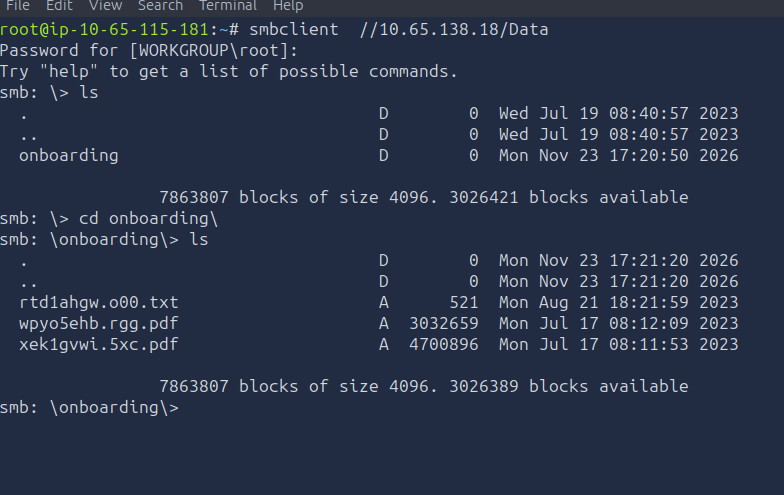 File Edit View Search Terminal Help
root@ip-10-65-115-181:~# smbclient  //10.65.138.18/Data
Password for [WORKGROUP\root]:
Try "help" to get a list of possible commands.
smb: \> ls
  .                                   D        0  Wed Jul 19 08:40:57 2023
  ..                                  D        0  Wed Jul 19 08:40:57 2023
  onboarding                          D        0  Mon Nov 23 17:20:50 2026
7863807 blocks of size 4096. 3026421 blocks available
smb: \> cd onboarding\
smb: \onboarding\> ls
  .                                   D        0  Mon Nov 23 17:21:20 2026
  ..                                  D        0  Mon Nov 23 17:21:20 2026
  rtd1ahgw.o00.txt                    A      521  Mon Aug 21 18:21:59 2023
  wpyo5ehb.rgg.pdf                    A  3032659  Mon Jul 17 08:12:09 2023
  xek1gvwi.5xc.pdf                    A  4700896  Mon Jul 17 08:11:53 2023
7863807 blocks of size 4096. 3026389 blocks available
smb: \onboarding\>